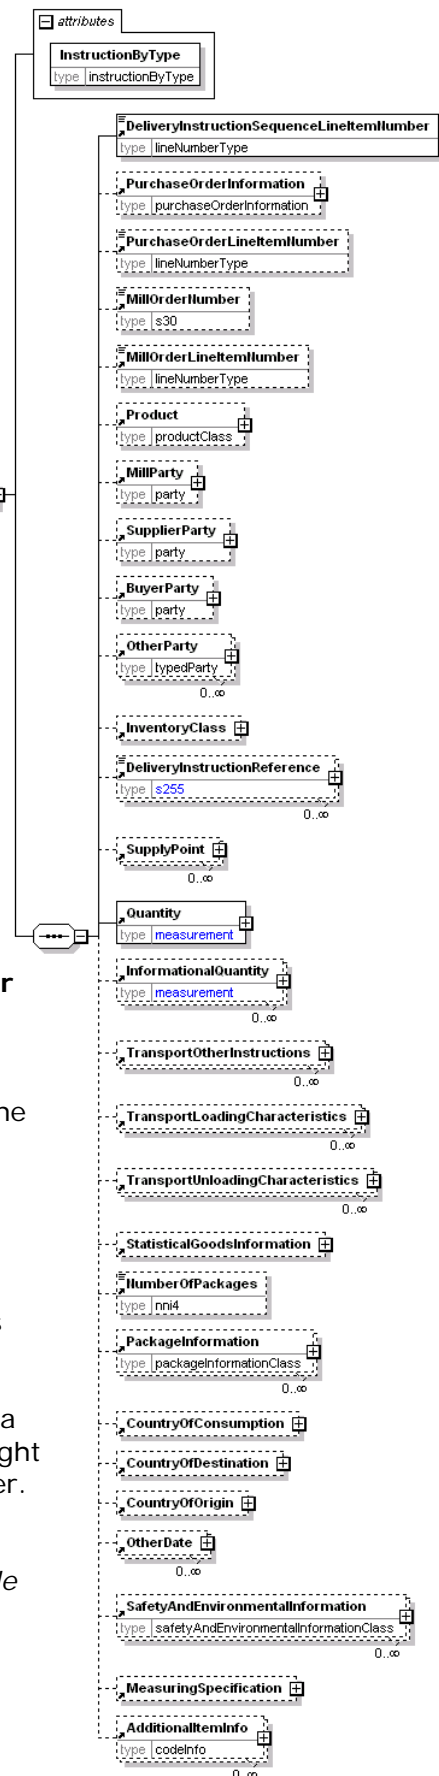 attributes
InstructionByType
type instructionByType
DeliveryInstructionSequenceLineItemNumber
type lineNumberType
PurchaseOrderInformation
type purchaseOrderInformation
PurchaseOrderLineItemNumber
type lineNumberType
MillOrderNumber
type s30
MillOrderLineItemNumber
type lineNumberType
Product
type productClass
MillParty
type party
SupplierParty
type party
BuyerParty
type party
OtherParty
type typedParty
0..∞
InventoryClass
DeliveryInstructionReference
type s255
0..∞
SupplyPoint
0..∞
Quantity
type measurement
r
InformationalQuantity
type measurement
0..∞
TransportOtherInstructions
0..∞
ne
TransportLoadingCharacteristics
0..∞
TransportUnloadingCharacteristics
0..∞
StatisticalGoodsInformation
NumberOfPackages
type nni4
s
PackageInformation
type packageInformationClass
0..∞
a
CountryOfConsumption
ght
CountryOfDestination
er.
CountryOfOrigin
OtherDate
0..∞
le
SafetyAndEnvironmentalInformation
type safetyAndEnvironmentalInformationClass
0..∞
MeasuringSpecification
AdditionalItemInfo
type codeInfo
0..∞